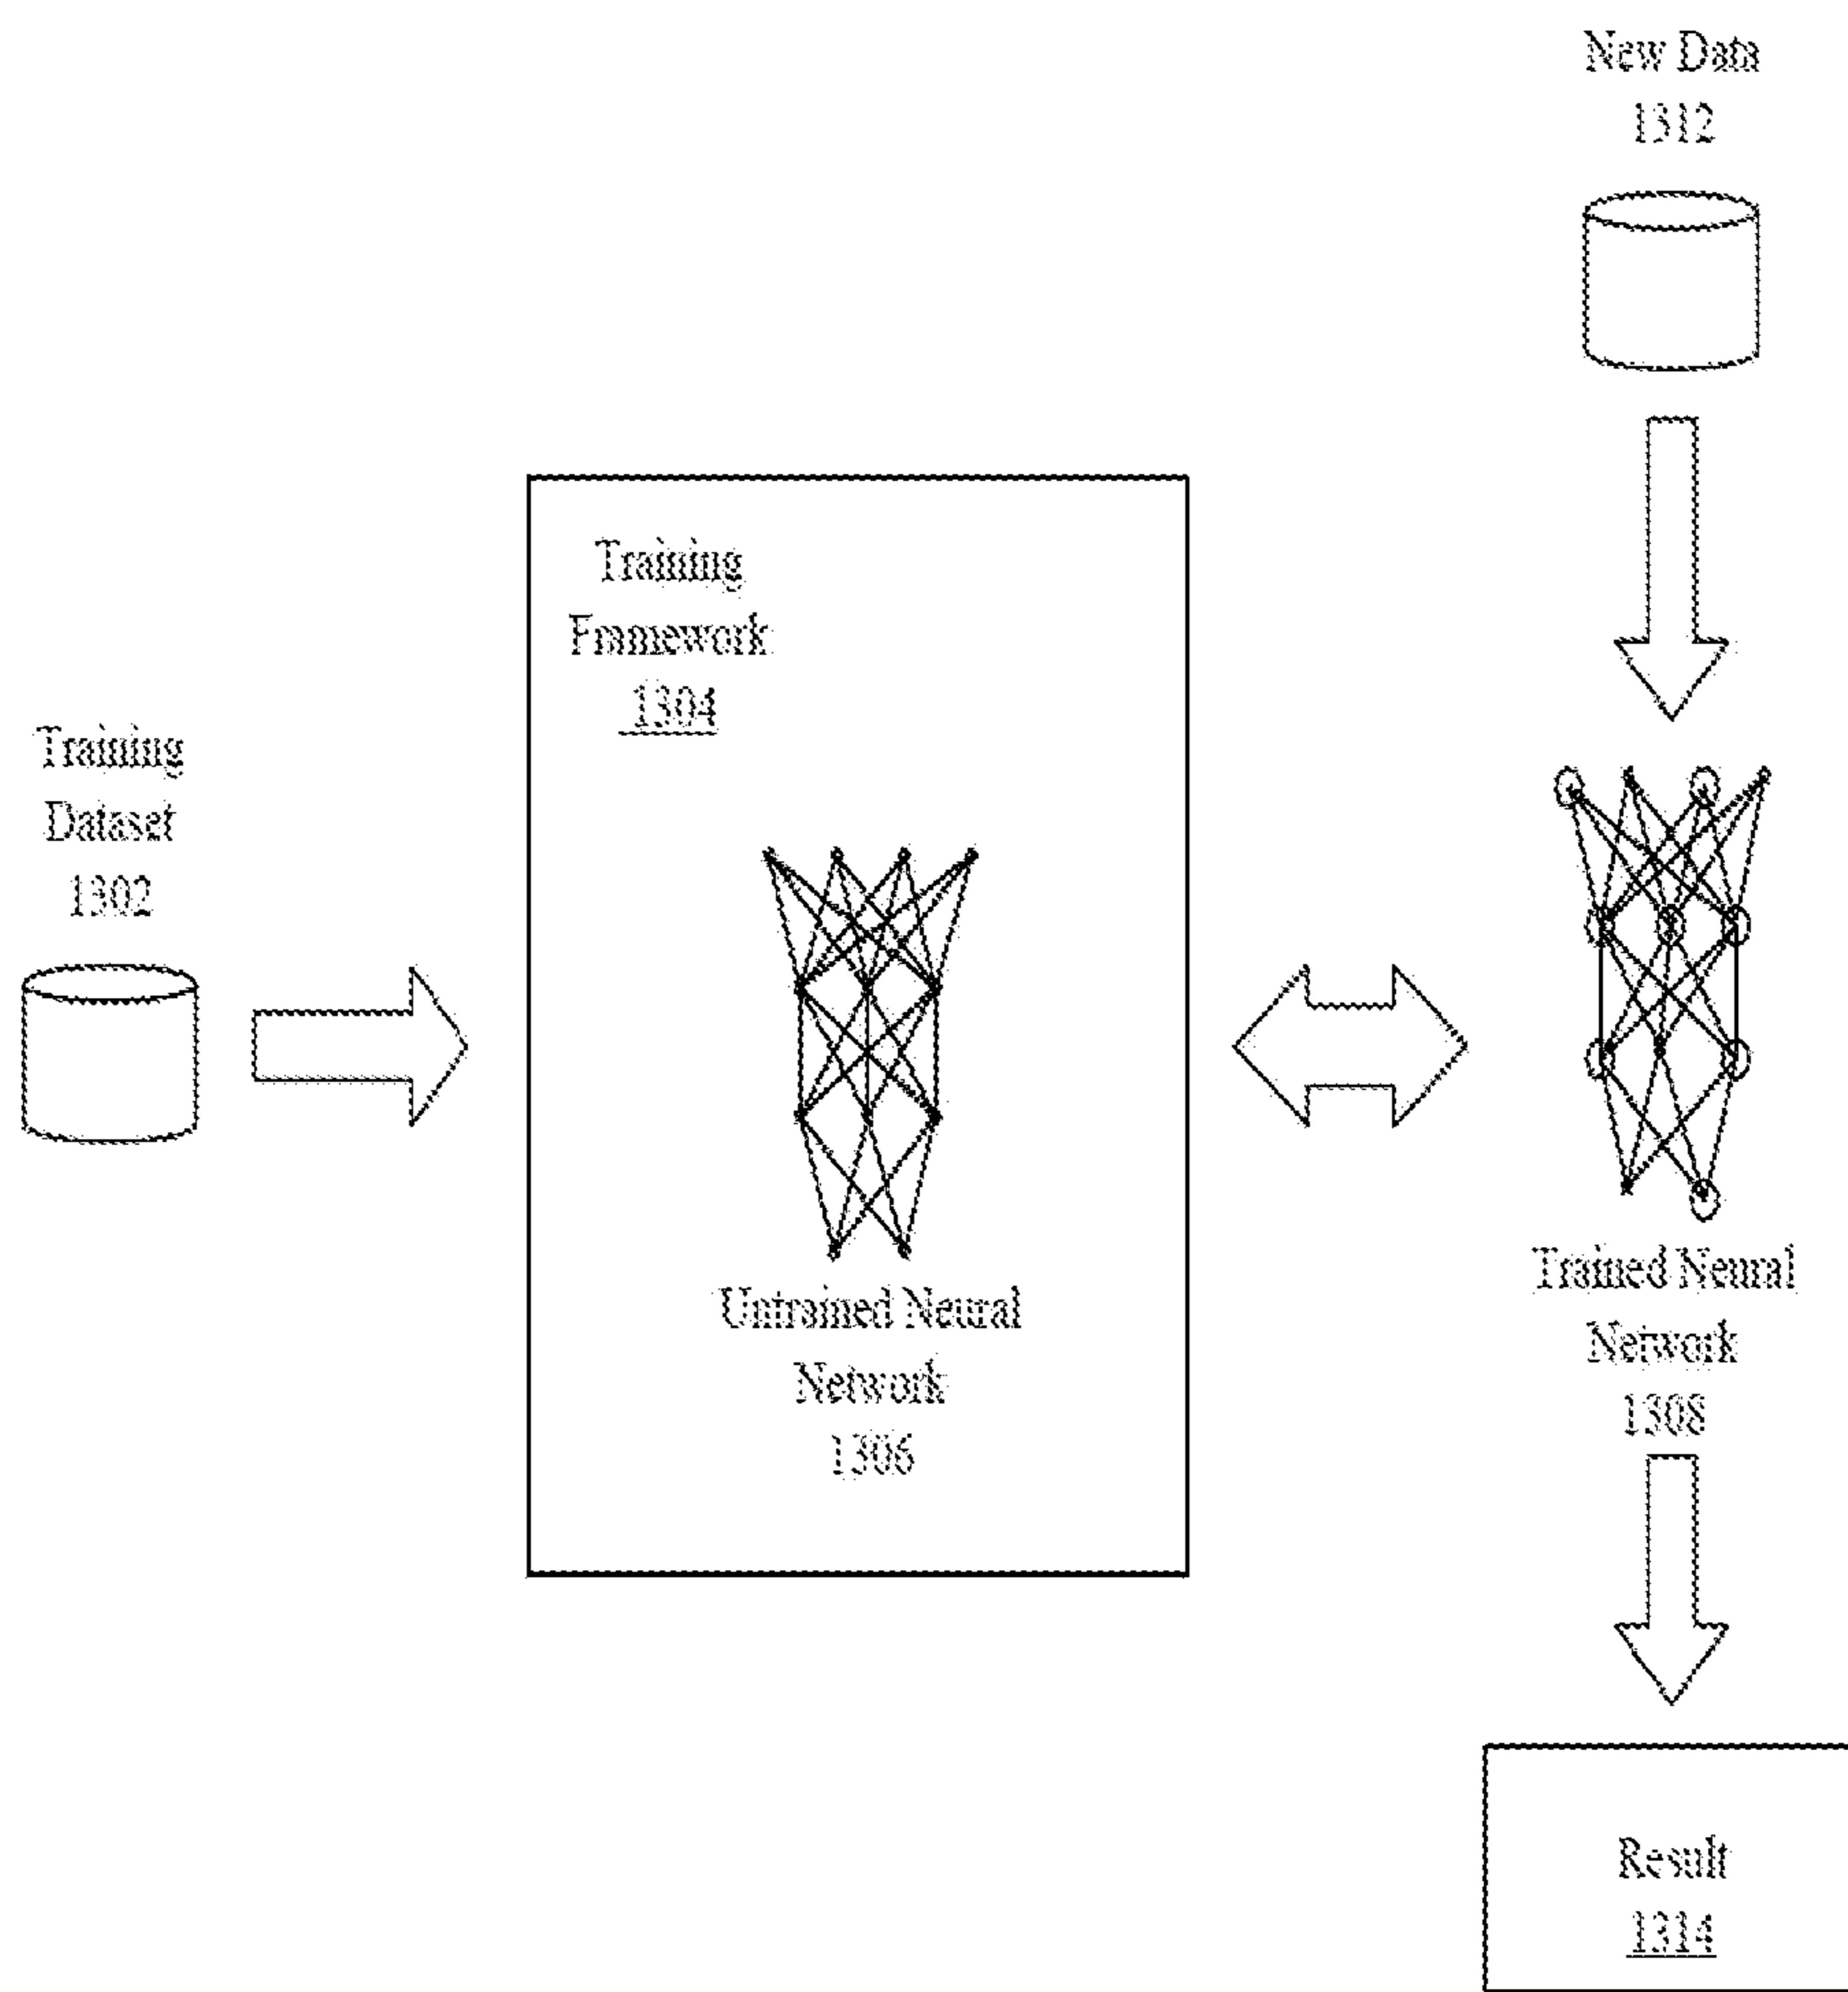 New Data
1312
Training
Framework
1304
Training
Dataset
1302
Untrained Neural
Network
1306
Trained Neural
Network
1308
Result
1314